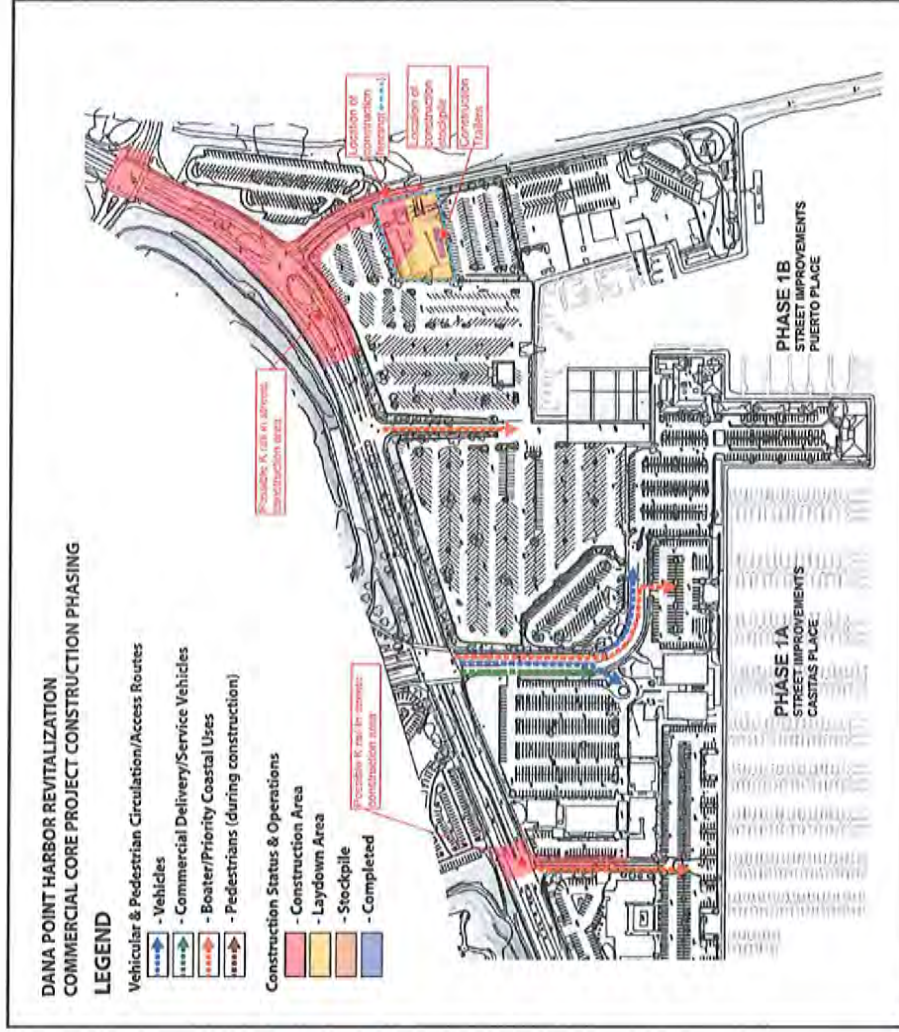 DANA POINT HARBOR REVITALIZATION
COMMERCIAL CORE PROJECT CONSTRUCTION PHASING
LEGEND
Vehicular & Pedestrian Circulation/Access Routes
- Vehicles
- Commercial Delivery/Service Vehicles
- Boater/Priority Coastal Uses
- Pedestrians (during construction)
Construction Status & Operations
- Construction Area
- Laydown Area
- Stockpile
- Completed
Possible K rail in street
construction area
Location of
construction
Location of
construction
stockpile
Construction
Trailers
Possible K rail in
construction area
PHASE 1A
STREET IMPROVEMENTS
CASITAS PLACE
PHASE 1B
STREET IMPROVEMENTS
PUERTO PLACE